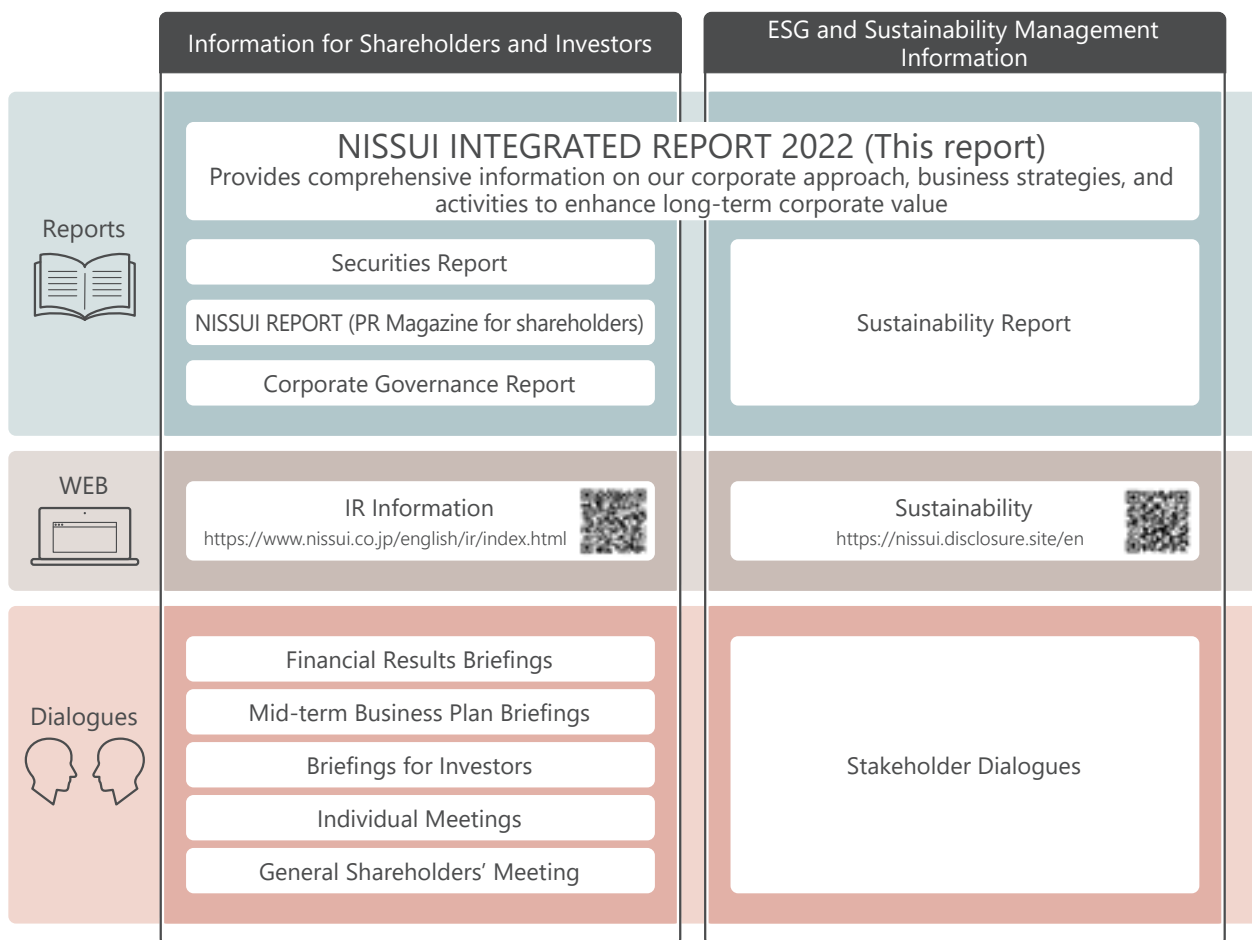 Information for Shareholders and Investors
ESG and Sustainability Management
Information
Reports
NISSUI INTEGRATED REPORT 2022 (This report)
Provides comprehensive information on our corporate approach, business strategies, and
activities to enhance long-term corporate value
Securities Report
NISSUI REPORT (PR Magazine for shareholders)
Corporate Governance Report
Sustainability Report
WEB
IR Information
https://www.nissui.co.jp/english/ir/index.html
Sustainability
https://nissui.disclosure.site/en
Dialogues
Financial Results Briefings
Mid-term Business Plan Briefings
Briefings for Investors
Individual Meetings
General Shareholders’ Meeting
Stakeholder Dialogues